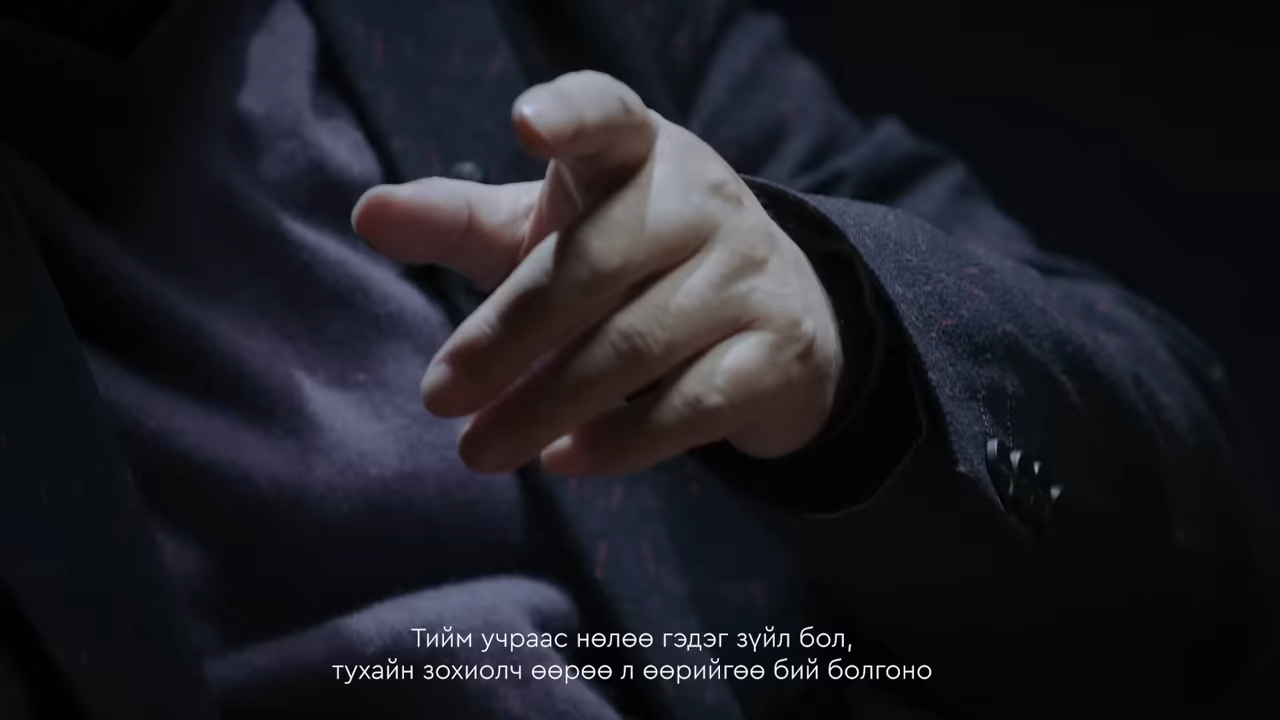 Тийм учраас нөлөө гэдэг зүйл бол,
тухайн зохиолч өөрөө л өөрийгөө бий болгоно